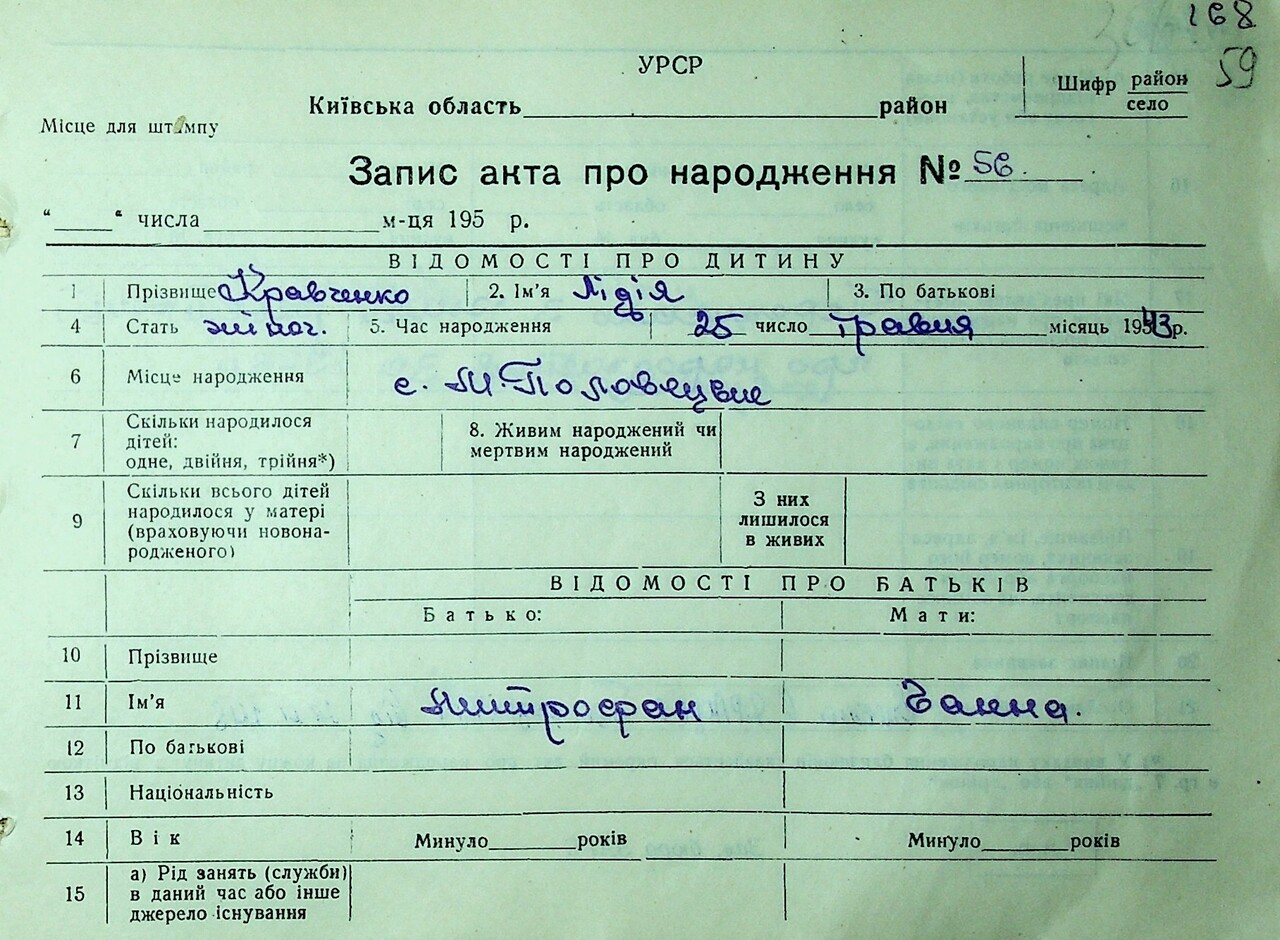 168
59
УРСР
Шифр район
село
Київська область район
Місце для штампу
Запис акта про народження № 56.
" " числа м-ця 195 р.
ВІДОМОСТІ ПРО ДИТИНУ
1 Прізвище Кравченко 2. Ім'я Лідія 3. По батькові
4 Стать жіноч. 5. Час народження 25 число травня місяць 1943 р.
6 Місце народження с. М-Половецьке
7 Скільки народилося
дітей:
одне, двійня, трійня*)
8. Живим народжений чи
мертвим народжений
9 Скільки всього дітей
народилося у матері
(враховуючи новона-
родженого)
З них
лишилося
в живих
ВІДОМОСТІ ПРО БАТЬКІВ
Батько: Мати:
10 Прізвище
11 Ім'я Митрофан Ганна.
12 По батькові
13 Національність
14 Вік Минуло років Минуло років
15 а) Рід занять (служби)
в даний час або інше
джерело існування